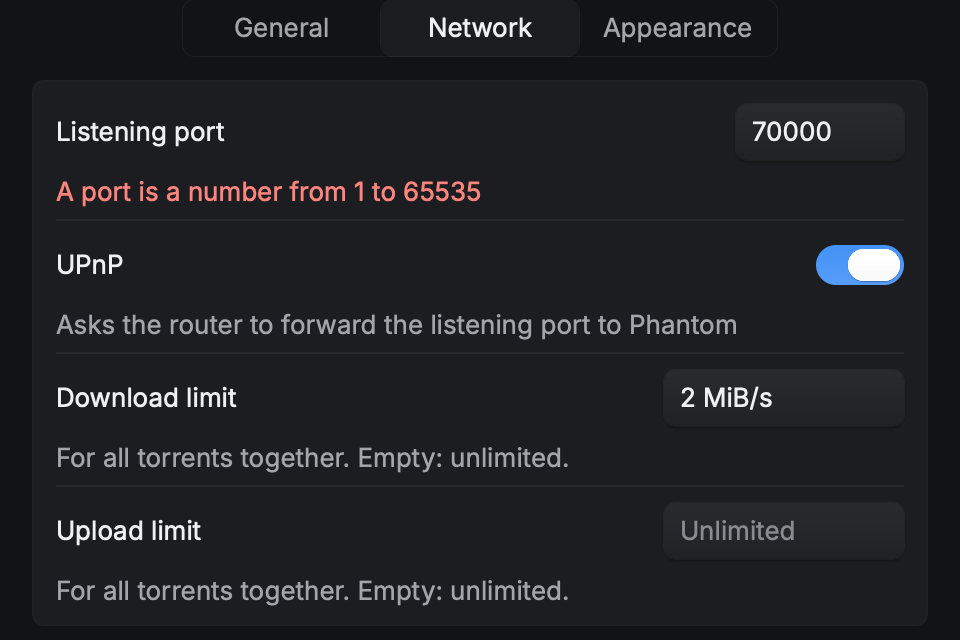 General Network Appearance
Listening port 70000
A port is a number from 1 to 65535
UPnP
Asks the router to forward the listening port to Phantom
Download limit 2 MiB/s
For all torrents together. Empty: unlimited.
Upload limit Unlimited
For all torrents together. Empty: unlimited.